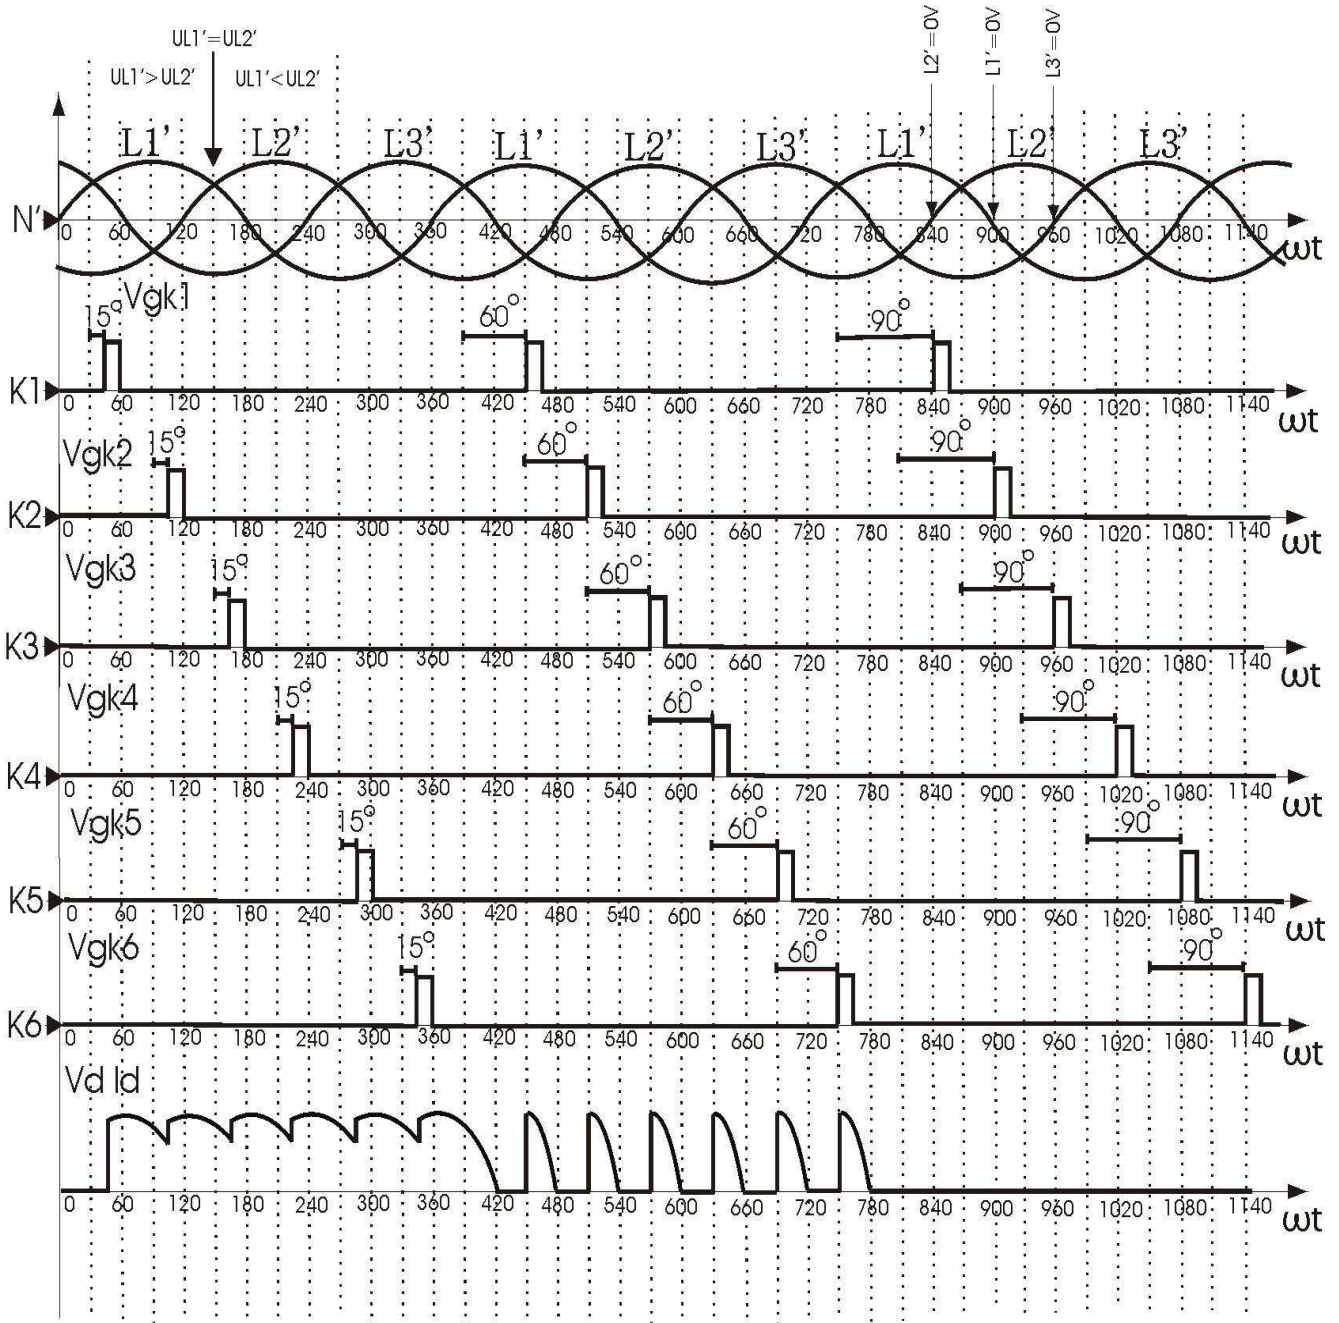 UL1'=UL2'
UL1'>UL2' UL1'<UL2'
L2'=0V L1'=0V L3'=0V
L1' L2' L3' L1' L2' L3' L1' L2' L3'
N'
0 60 120 180 240 300 360 420 480 540 600 660 720 780 840 900 960 1020 1080 1140
ωt
Vgk1
15° 60° 90°
K1
0 60 120 180 240 300 360 420 480 540 600 660 720 780 840 900 960 1020 1080 1140
ωt
Vgk2 15° 60° 90°
K2
0 60 120 180 240 300 360 420 480 540 600 660 720 780 840 900 960 1020 1080 1140
ωt
Vgk3 15° 60° 90°
K3
0 60 120 180 240 300 360 420 480 540 600 660 720 780 840 900 960 1020 1080 1140
ωt
Vgk4 15° 60° 90°
K4
0 60 120 180 240 300 360 420 480 540 600 660 720 780 840 900 960 1020 1080 1140
ωt
Vgk5 15° 60° 90°
K5
0 60 120 180 240 300 360 420 480 540 600 660 720 780 840 900 960 1020 1080 1140
ωt
Vgk6 15° 60° 90°
K6
0 60 120 180 240 300 360 420 480 540 600 660 720 780 840 900 960 1020 1080 1140
ωt
Vd Id
0 60 120 180 240 300 360 420 480 540 600 660 720 780 840 900 960 1020 1080 1140
ωt